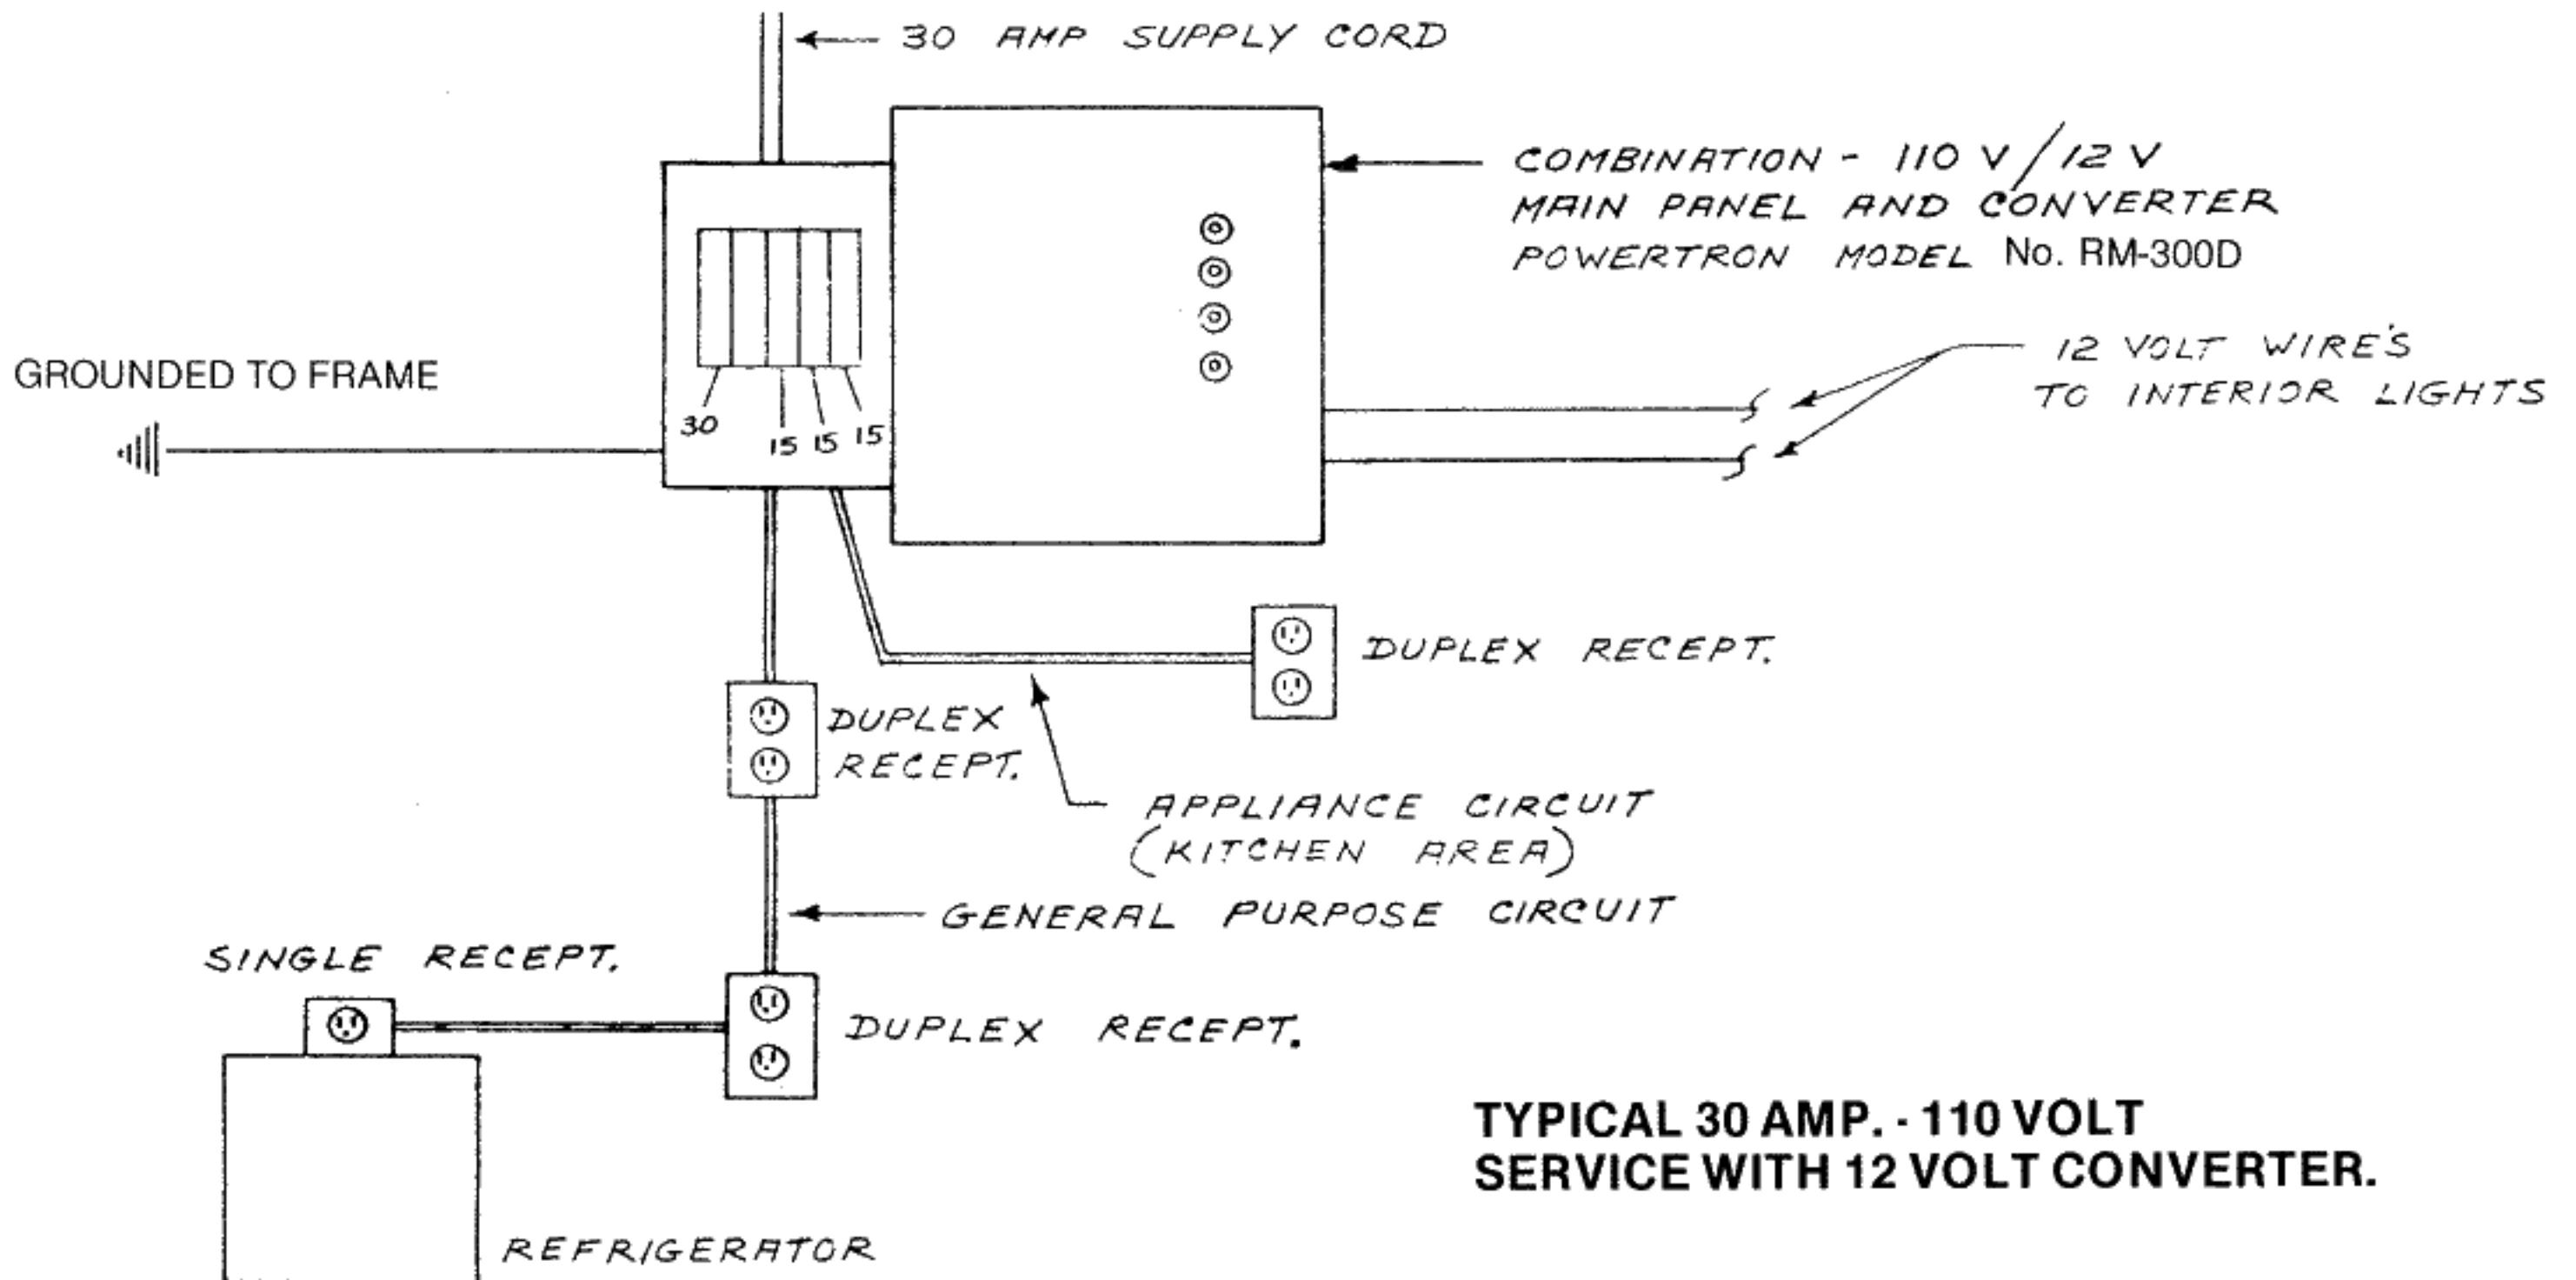 30 AMP SUPPLY CORD
COMBINATION - 110 V/12 V
MAIN PANEL AND CONVERTER
POWERTRON MODEL No. RM-300D
12 VOLT WIRE'S
TO INTERIOR LIGHTS
GROUNDED TO FRAME
30
15 15 15
DUPLEX RECEPT.
DUPLEX
RECEPT.
APPLIANCE CIRCUIT
(KITCHEN AREA)
GENERAL PURPOSE CIRCUIT
SINGLE RECEPT.
DUPLEX RECEPT.
REFRIGERATOR
TYPICAL 30 AMP. - 110 VOLT
SERVICE WITH 12 VOLT CONVERTER.